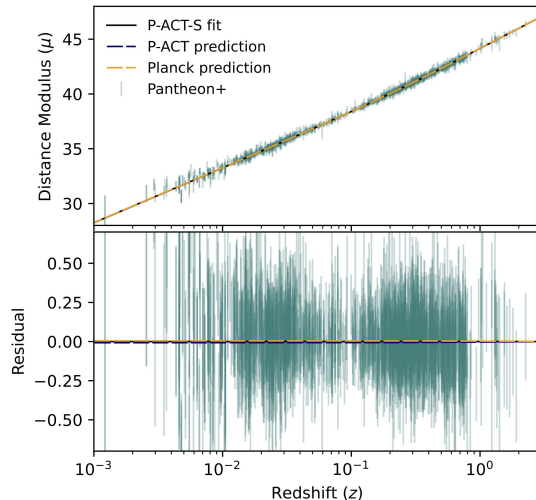 P-ACT-S fit
P-ACT prediction
Planck prediction
Pantheon+
Distance Modulus (μ)
45
40
35
30
Residual
0.50
0.25
0.00
−0.25
−0.50
10⁻³
10⁻²
10⁻¹
10⁰
Redshift (z)